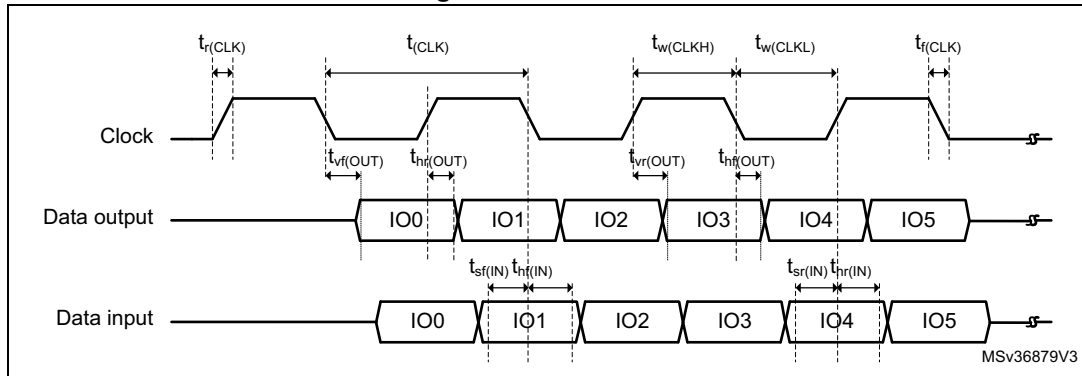 tr(CLK) t(CLK) tw(CLKH) tw(CLKL) tf(CLK)
Clock
tvf(OUT) thr(OUT) tvr(OUT) thf(OUT)
Data output IO0 IO1 IO2 IO3 IO4 IO5
tsf(IN) thf(IN) tsr(IN) thr(IN)
Data input IO0 IO1 IO2 IO3 IO4 IO5
MSv36879V3